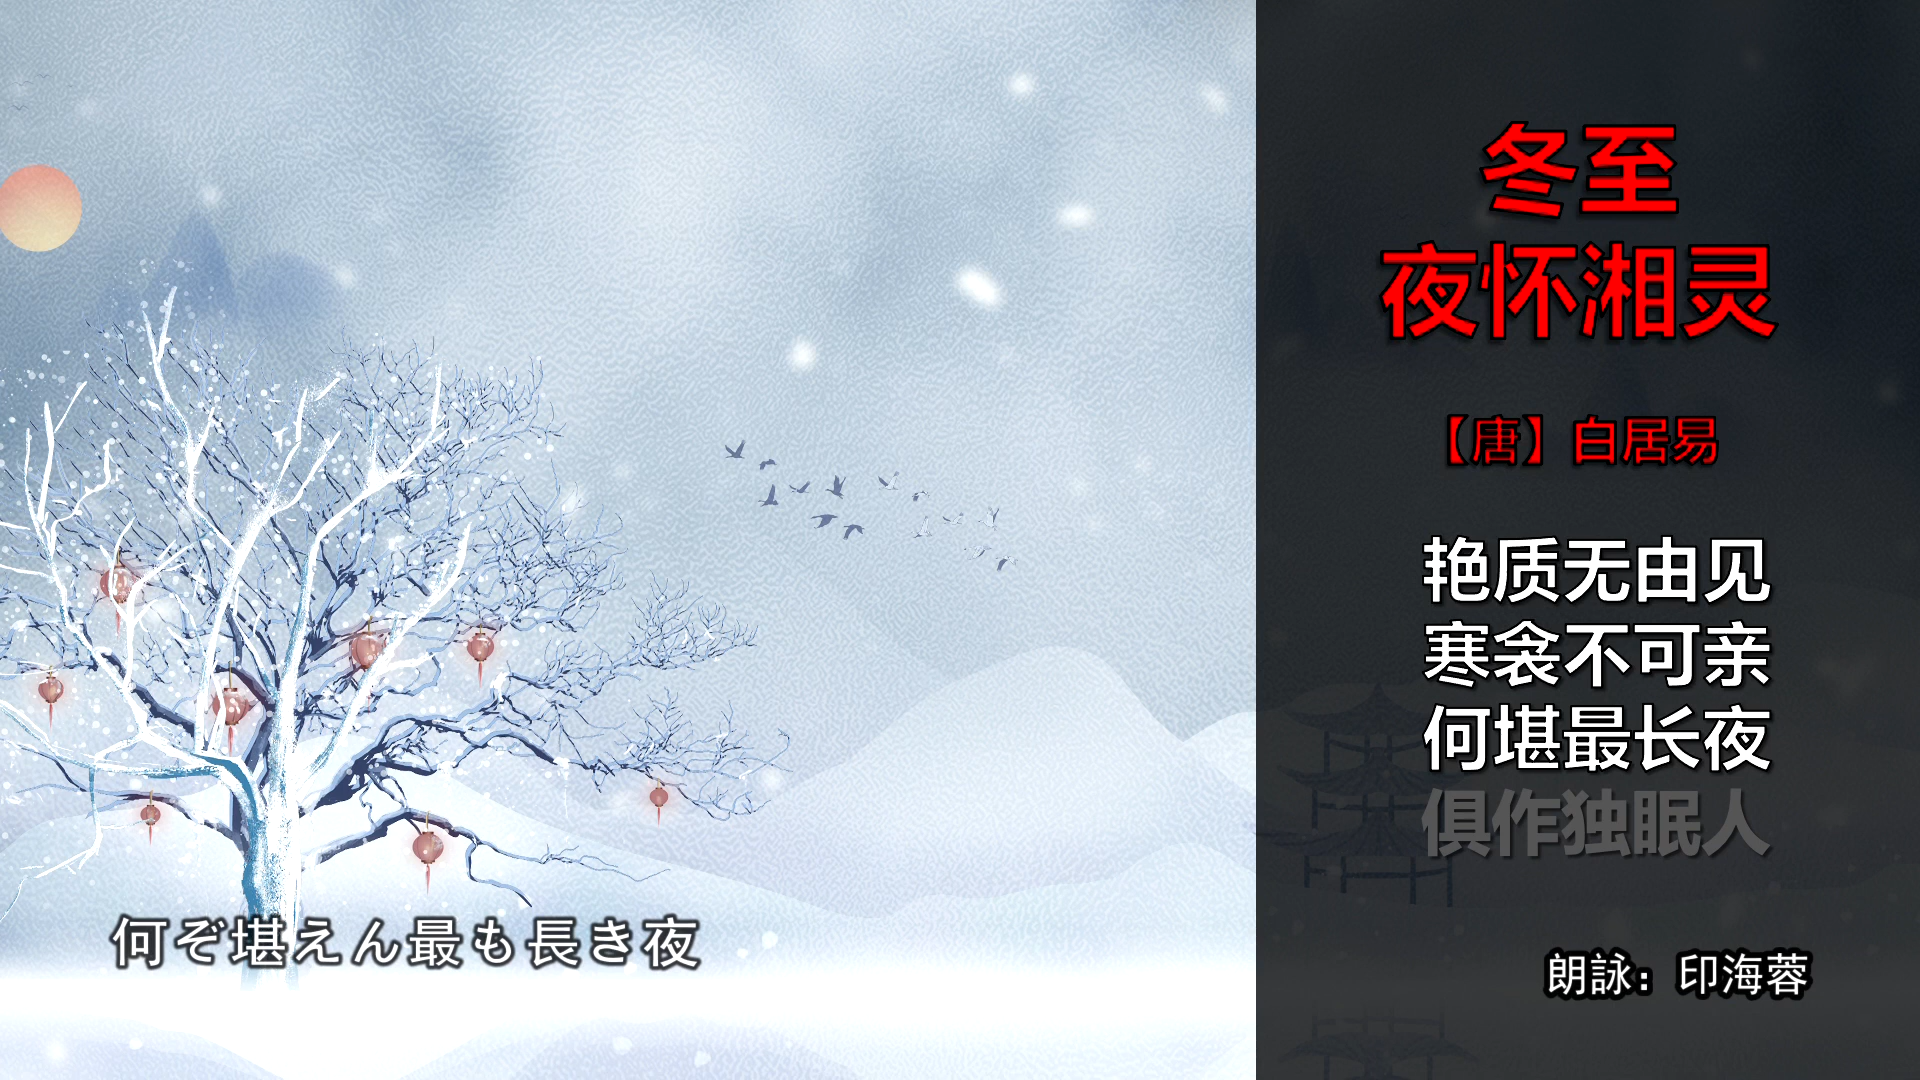 冬至
夜怀湘灵
【唐】白居易
艳质无由见
寒衾不可亲
何堪最长夜
俱作独眠人
何ぞ堪えん最も長き夜
朗詠：印海蓉